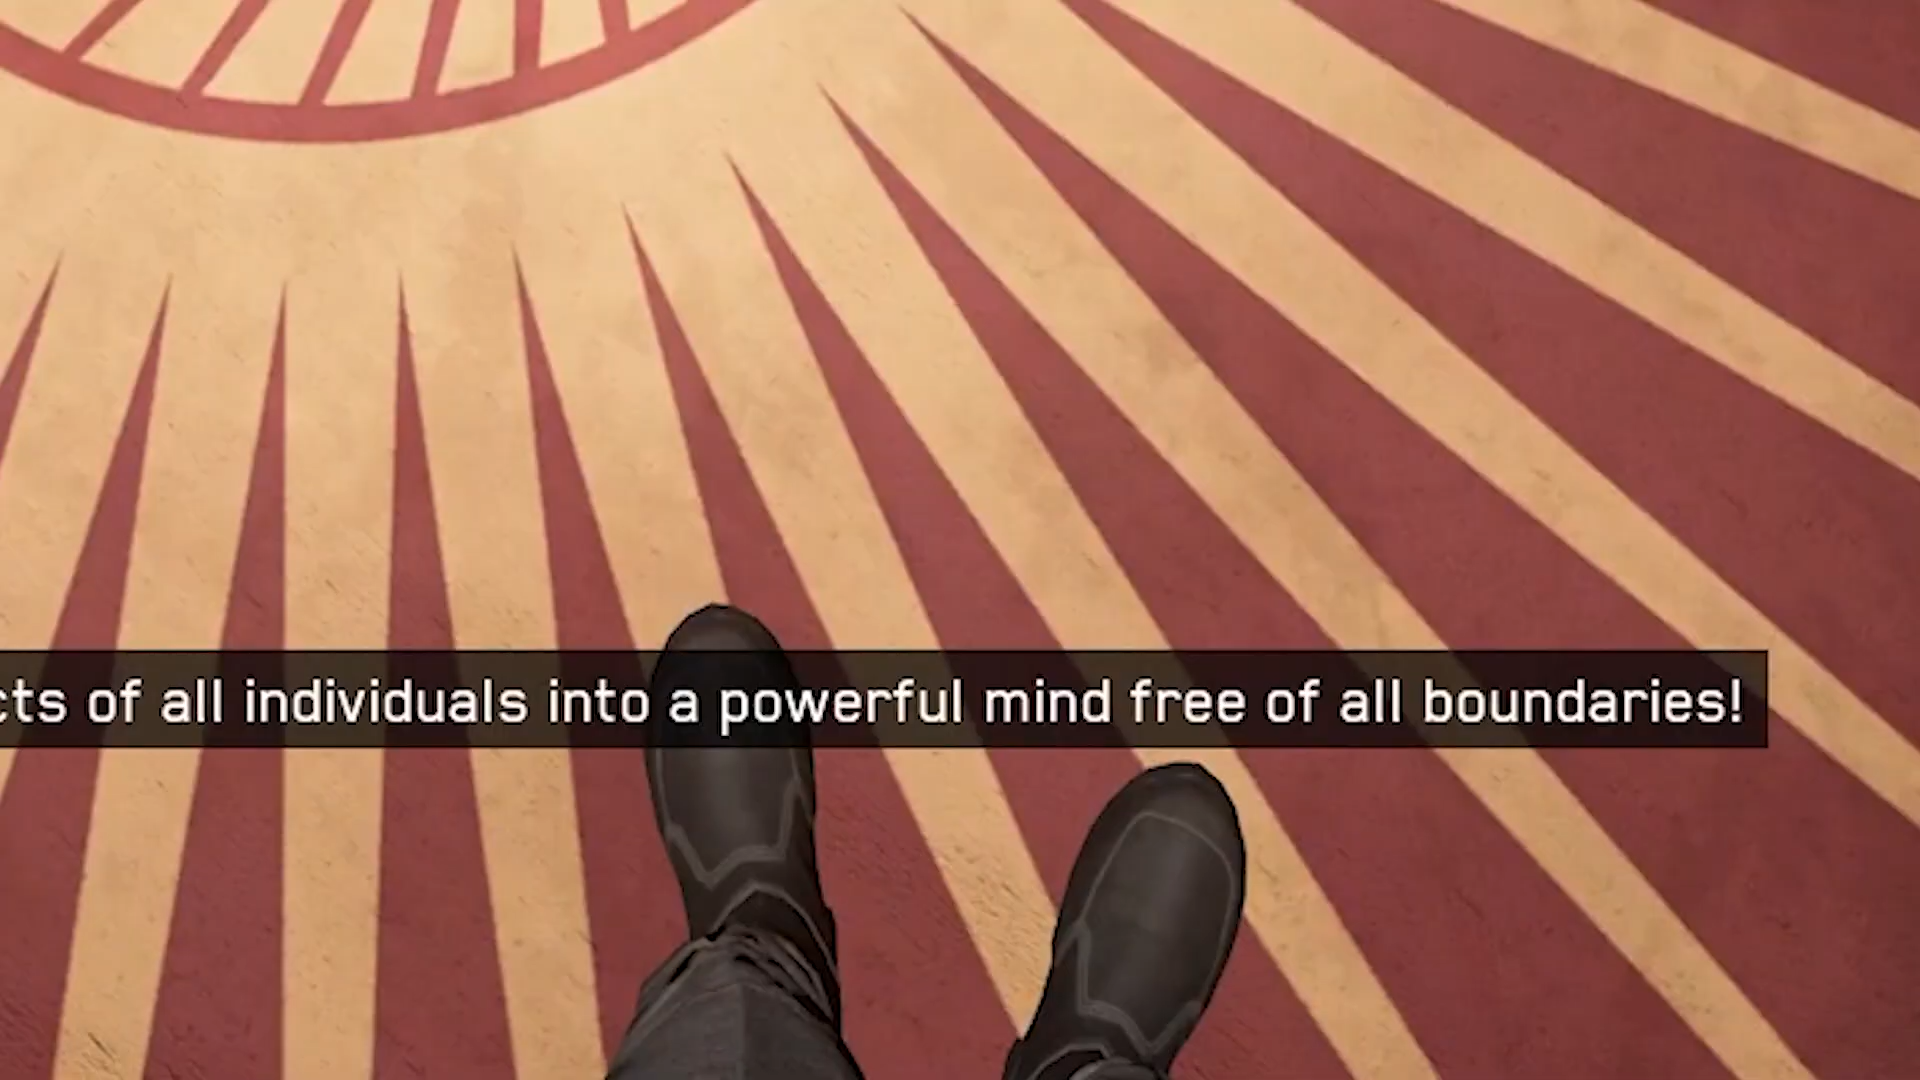 cts of all individuals into a powerful mind free of all boundaries!